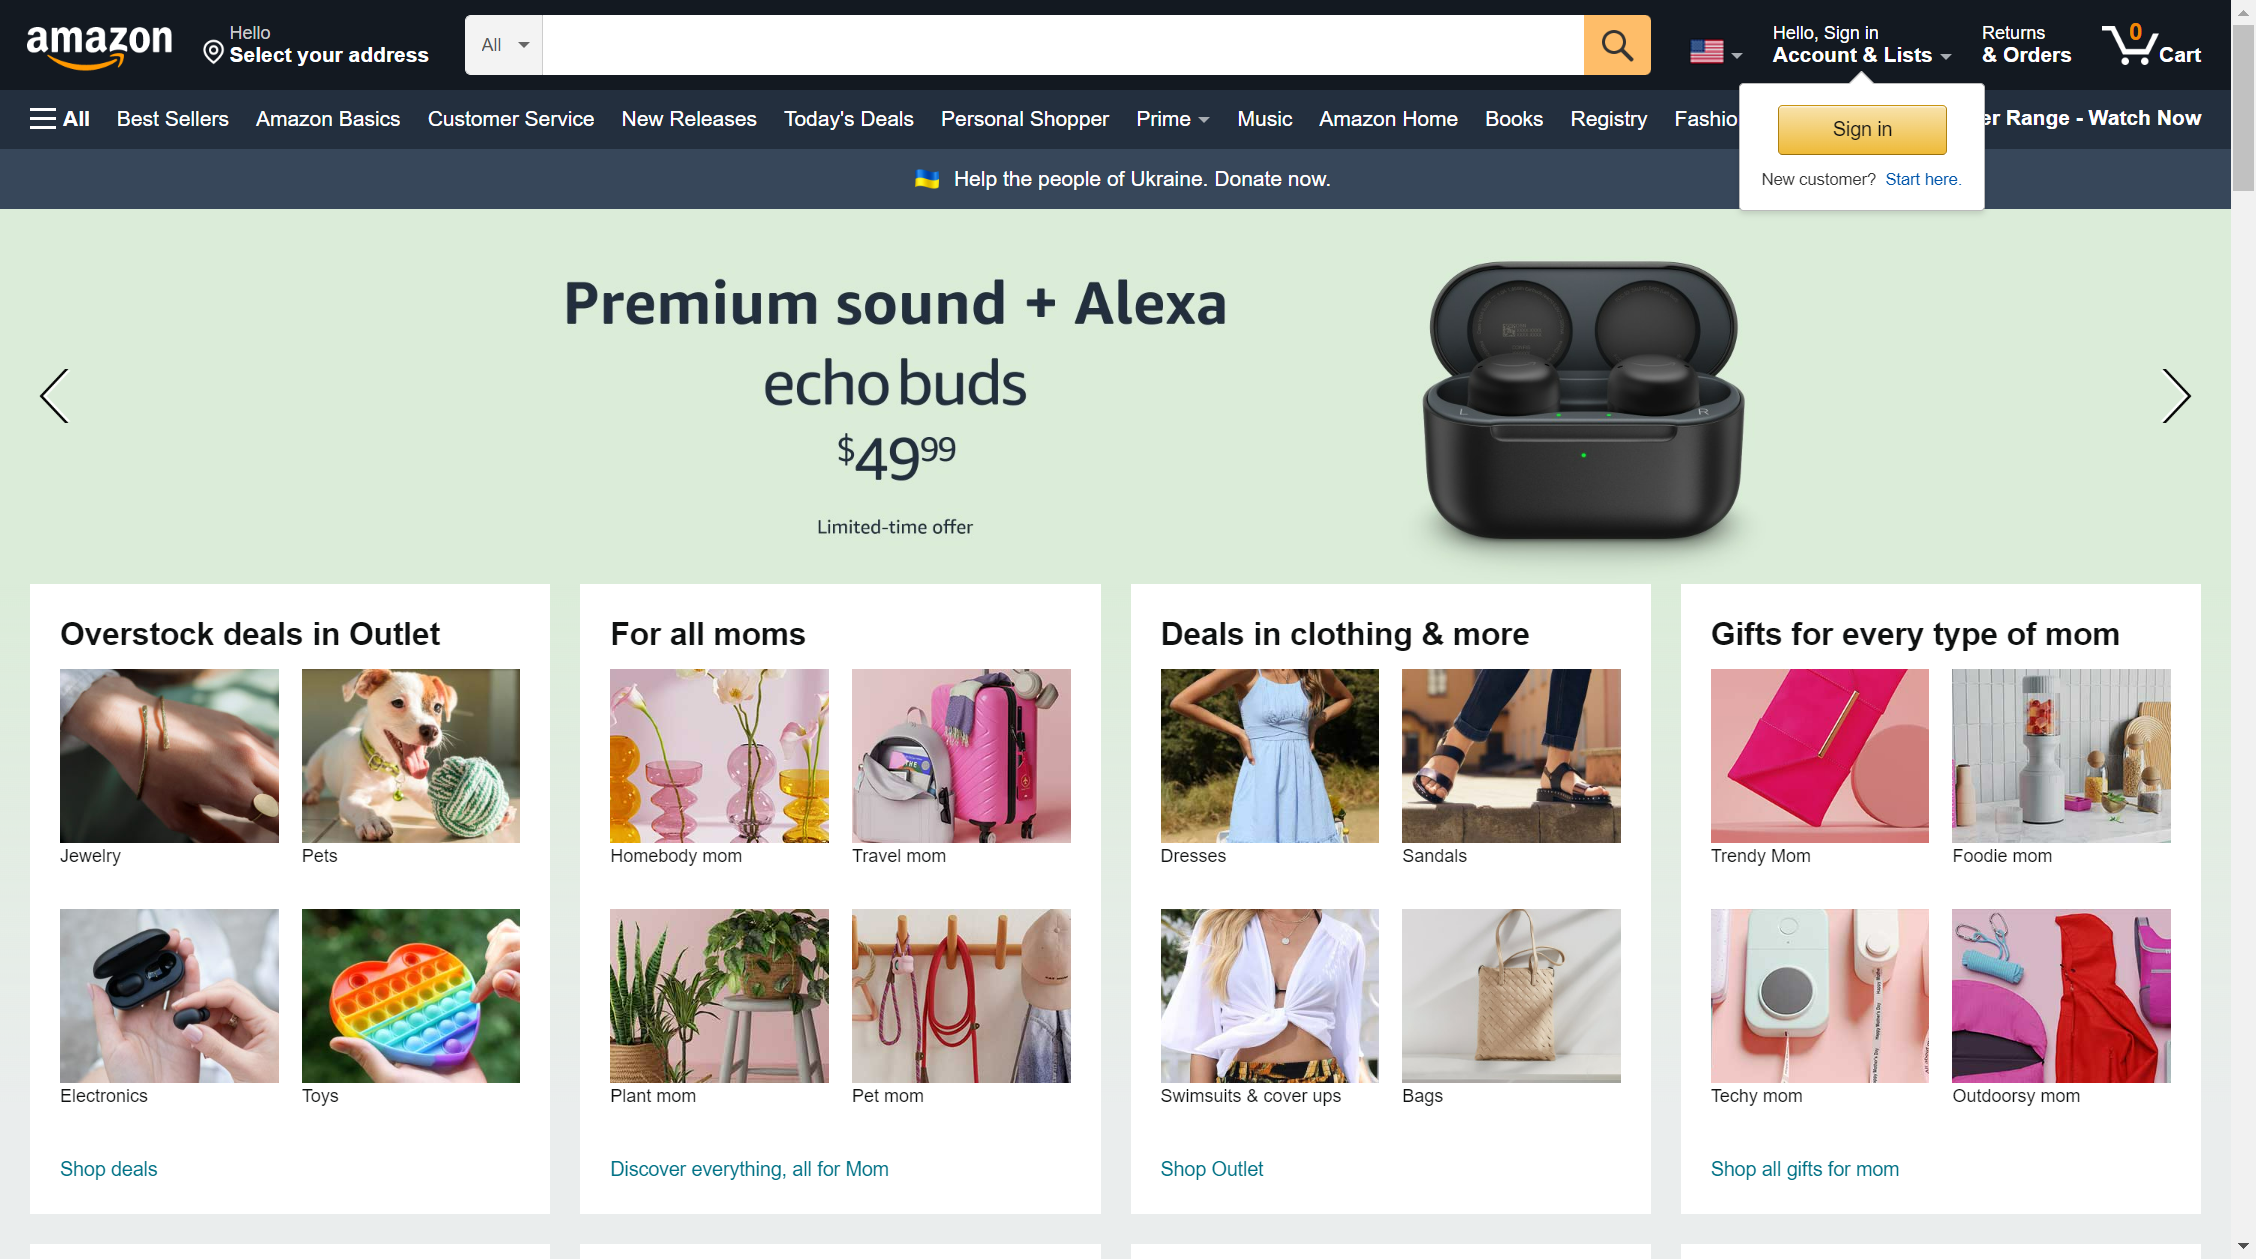 amazon
Hello
Select your address
All
Hello, Sign in
Account & Lists
Returns
& Orders
0
Cart
All
Best Sellers
Amazon Basics
Customer Service
New Releases
Today's Deals
Personal Shopper
Prime
Music
Amazon Home
Books
Registry
Fashio
er Range - Watch Now
Sign in
New customer? Start here.
Help the people of Ukraine. Donate now.
Premium sound + Alexa
echo buds
$49.99
Limited-time offer
L
R
Overstock deals in Outlet
Jewelry
Pets
Electronics
Toys
Shop deals
For all moms
Homebody mom
Travel mom
Plant mom
Pet mom
Discover everything, all for Mom
Deals in clothing & more
Dresses
Sandals
Swimsuits & cover ups
Bags
Shop Outlet
Gifts for every type of mom
Trendy Mom
Foodie mom
Techy mom
Outdoorsy mom
Shop all gifts for mom